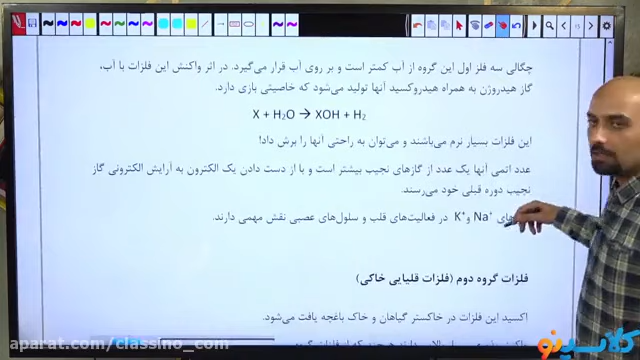 چگالی سه فلز اول این گروه از آب کمتر است و بر روی آب قرار می‌گیرد. در اثر واکنش این فلزات با آب،
گاز هیدروژن به همراه هیدروکسید آنها تولید می‌شود که خاصیتی بازی دارد.
X + H₂O → XOH + H₂
این فلزات بسیار نرم می‌باشند و می‌توان به راحتی آنها را برش داد!
عدد اتمی آنها یک عدد از گازهای نجیب بیشتر است و با از دست دادن یک الکترون به آرایش الکترونی گاز
نجیب دوره قبلی خود می‌رسند.
Na⁺ و K⁺ در فعالیت‌های قلب و سلول‌های عصبی نقش مهمی دارند.
فلزات گروه دوم (فلزات قلیایی خاکی)
اکسید این فلزات در خاکستر گیاهان و خاک باغچه یافت می‌شود.
aparat.com/classino_com
کلاسینو